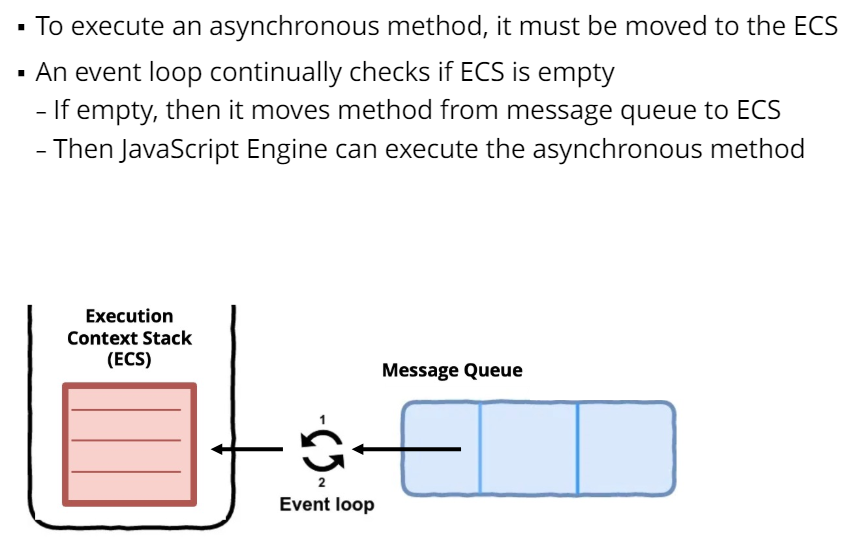 ▪ To execute an asynchronous method, it must be moved to the ECS
▪ An event loop continually checks if ECS is empty
– If empty, then it moves method from message queue to ECS
– Then JavaScript Engine can execute the asynchronous method
Execution
Context Stack
(ECS)
Message Queue
1
2
Event loop